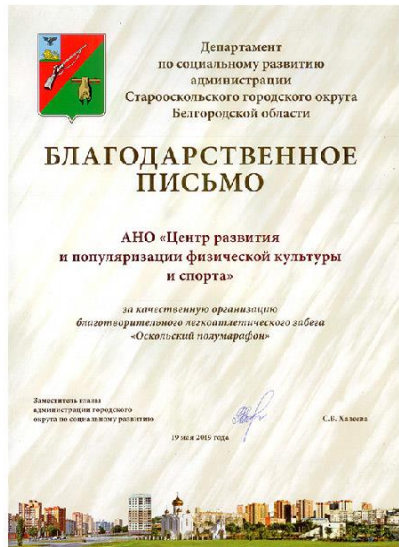 Департамент
по социальному развитию
администрации
Старооскольского городского округа
Белгородской области
БЛАГОДАРСТВЕННОЕ
ПИСЬМО
АНО «Центр развития
и популяризации физической культуры
и спорта»
за качественную организацию
благотворительного легкоатлетического забега
«Оскольский полумарафон»
Заместитель главы
администрации городского
округа по социальному развитию
С.В. Халеева
19 мая 2019 года